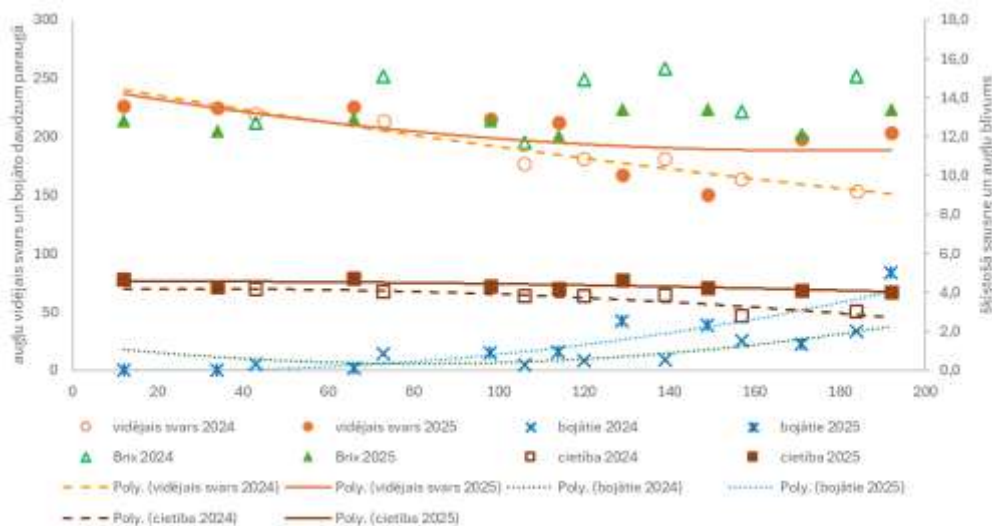 300 18,0
250 16,0
14,0
200 12,0
150 10,0
8,0
100 6,0
50 4,0
2,0
0 0,0
0 20 40 60 80 100 120 140 160 180 200
augļu vidējais svars un bojāto daudzum paraugā
šķīstošā sausne un augļu blīvums
vidējais svars 2024 vidējais svars 2025 bojātie 2024 bojātie 2025
Brix 2024 Brix 2025 cietība 2024 cietība 2025
Poly. (vidējais svars 2024) Poly. (vidējais svars 2025) Poly. (bojātie 2024) Poly. (bojātie 2025)
Poly. (cietība 2024) Poly. (cietība 2025)